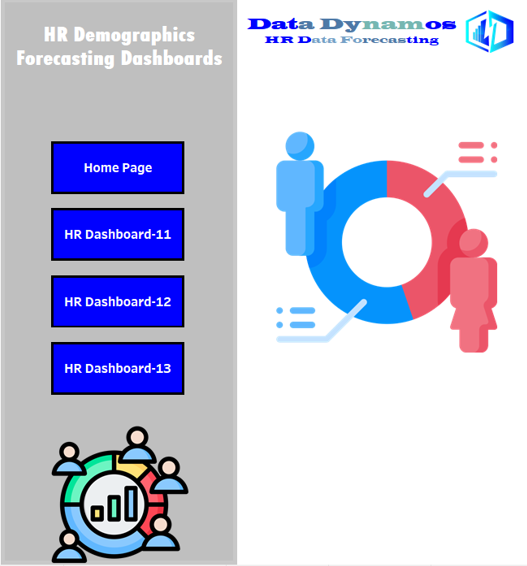 HR Demographics
Forecasting Dashboards
Home Page
HR Dashboard-11
HR Dashboard-12
HR Dashboard-13
Data Dynamos
HR Data Forecasting